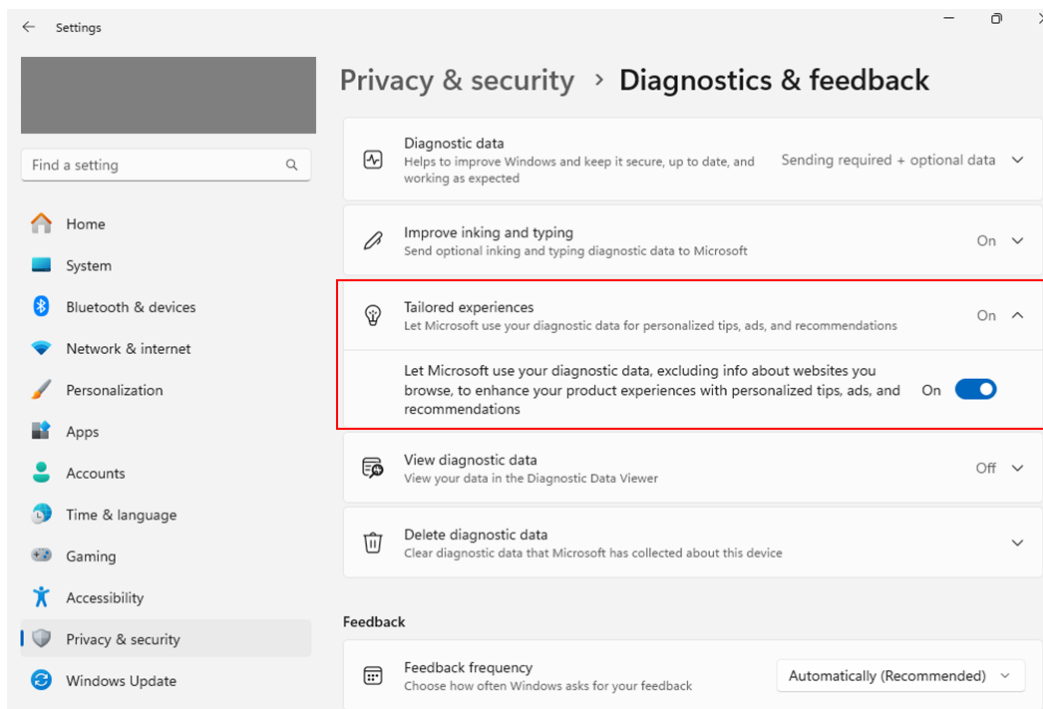 Settings
Privacy & security > Diagnostics & feedback
Find a setting
Home
System
Bluetooth & devices
Network & internet
Personalization
Apps
Accounts
Time & language
Gaming
Accessibility
Privacy & security
Windows Update
Diagnostic data
Helps to improve Windows and keep it secure, up to date, and
working as expected
Sending required + optional data
Improve inking and typing
Send optional inking and typing diagnostic data to Microsoft
On
Tailored experiences
Let Microsoft use your diagnostic data for personalized tips, ads, and recommendations
On
Let Microsoft use your diagnostic data, excluding info about websites you
browse, to enhance your product experiences with personalized tips, ads, and
recommendations
On
View diagnostic data
View your data in the Diagnostic Data Viewer
Off
Delete diagnostic data
Clear diagnostic data that Microsoft has collected about this device
Feedback
Feedback frequency
Choose how often Windows asks for your feedback
Automatically (Recommended)